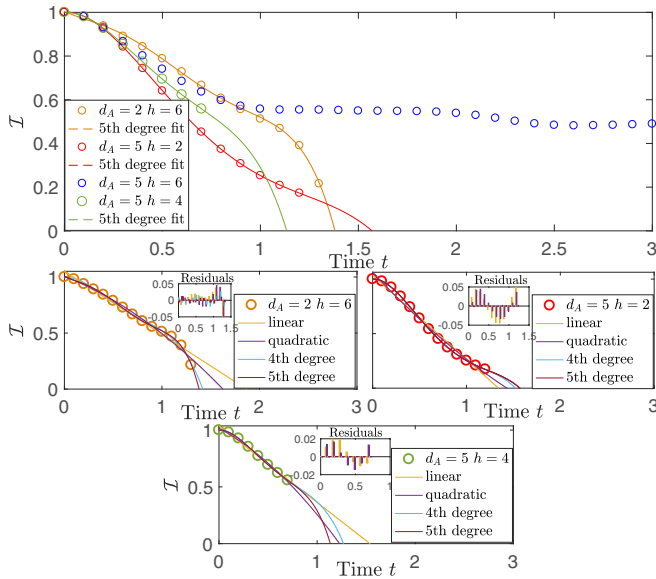 1
0.8
0.6
0.4
0.2
0
ℐ
d_A = 2 h = 6
5th degree fit
d_A = 5 h = 2
5th degree fit
d_A = 5 h = 6
d_A = 5 h = 4
5th degree fit
0 0.5 1 1.5 2 2.5 3
Time t
1
0.5
0
ℐ
Residuals
0.05
0
-0.05
0 0.5 1 1.5
d_A = 2 h = 6
linear
quadratic
4th degree
5th degree
0 1 2 3
Time t
Residuals
0.05
0
-0.05
0 0.5 1 1.5
d_A = 5 h = 2
linear
quadratic
4th degree
5th degree
0 1 2 3
Time t
1
0.5
0
ℐ
Residuals
0.02
0
-0.02
0 0.5 1
d_A = 5 h = 4
linear
quadratic
4th degree
5th degree
0 1 2 3
Time t